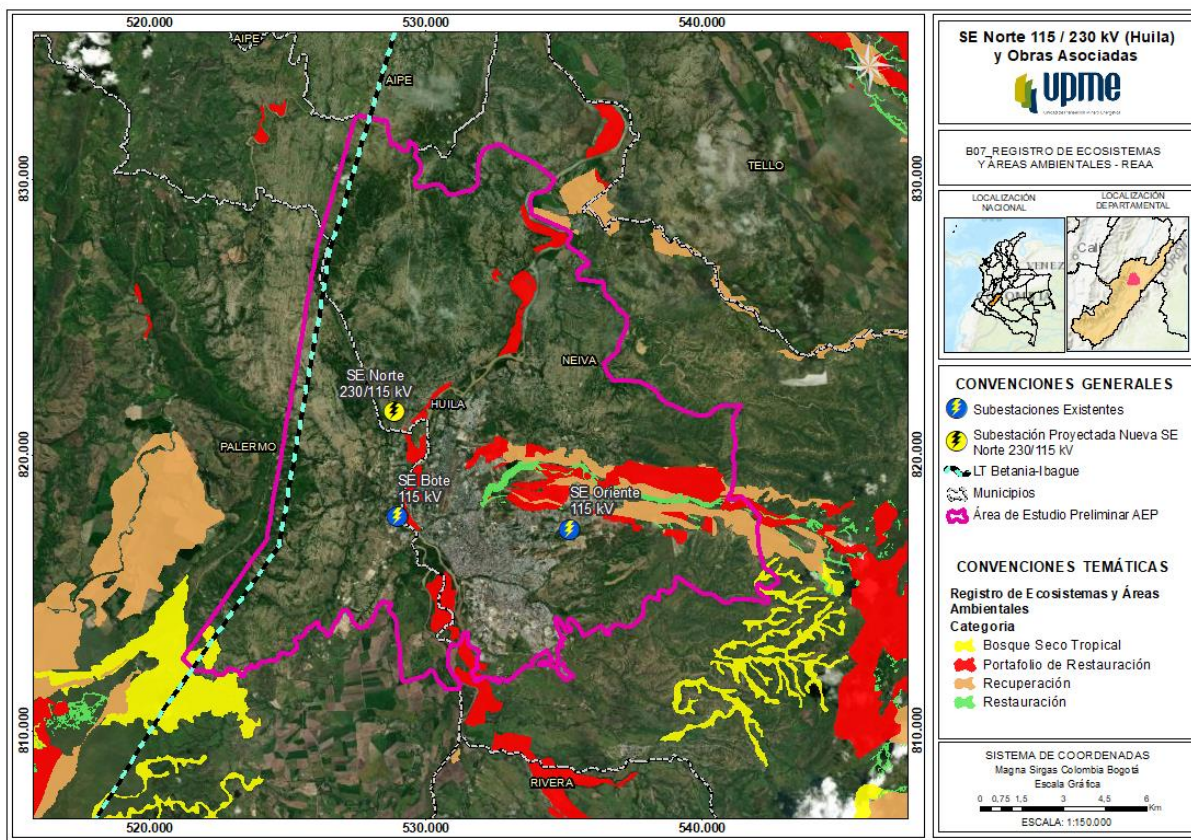 520.000
530.000
540.000
830.000
820.000
810.000
830.000
820.000
810.000
520.000
530.000
540.000
AIPE
AIPE
TELLO
NEIVA
SE Norte
230/115 kV
HUILA
PALERMO
SE Bote
115 kV
SE Oriente
115 kV
RIVERA
SE Norte 115 / 230 kV (Huila)
y Obras Asociadas
upme
B07_REGISTRO DE ECOSISTEMAS
Y ÁREAS AMBIENTALES - REAA
LOCALIZACIÓN
NACIONAL
LOCALIZACIÓN
DEPARTAMENTAL
VENEZ
Cali
CONVENCIONES GENERALES
Subestaciones Existentes
Subestación Proyectada Nueva SE
Norte 230/115 kV
LT Betania-Ibague
Municipios
Área de Estudio Preliminar AEP
CONVENCIONES TEMÁTICAS
Registro de Ecosistemas y Áreas
Ambientales
Categoria
Bosque Seco Tropical
Portafolio de Restauración
Recuperación
Restauración
SISTEMA DE COORDENADAS
Magna Sirgas Colombia Bogotá
Escala Gráfica
0 0,75 1,5 3 4,5 6
Km
ESCALA: 1:150.000